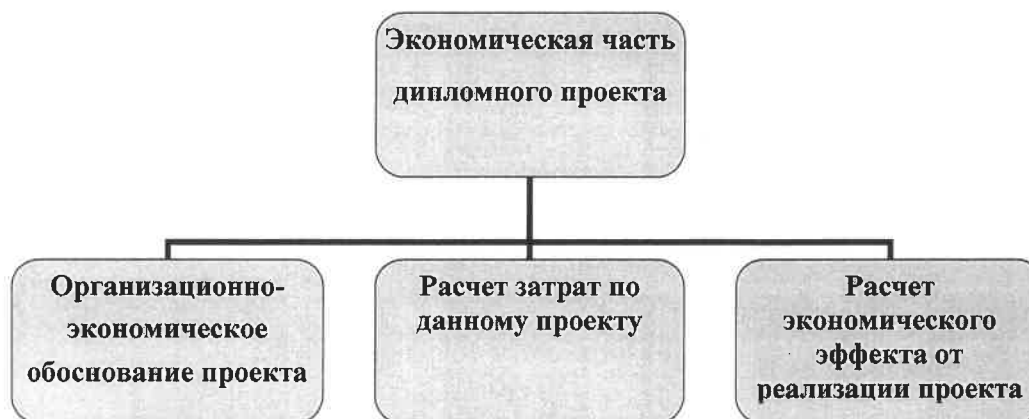 Экономическая часть
дипломного проекта
Организационно-
экономическое
обоснование проекта
Расчет затрат по
данному проекту
Расчет
экономического
эффекта от
реализации проекта